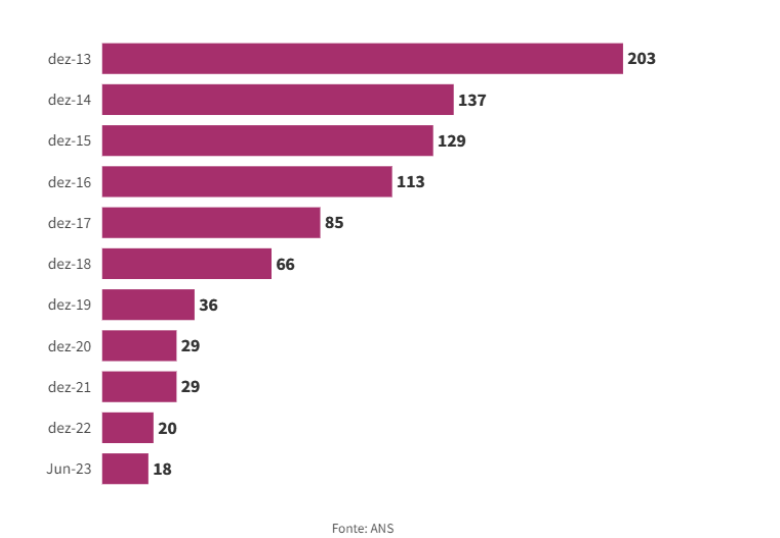 dez-13 203
dez-14 137
dez-15 129
dez-16 113
dez-17 85
dez-18 66
dez-19 36
dez-20 29
dez-21 29
dez-22 20
Jun-23 18
Fonte: ANS